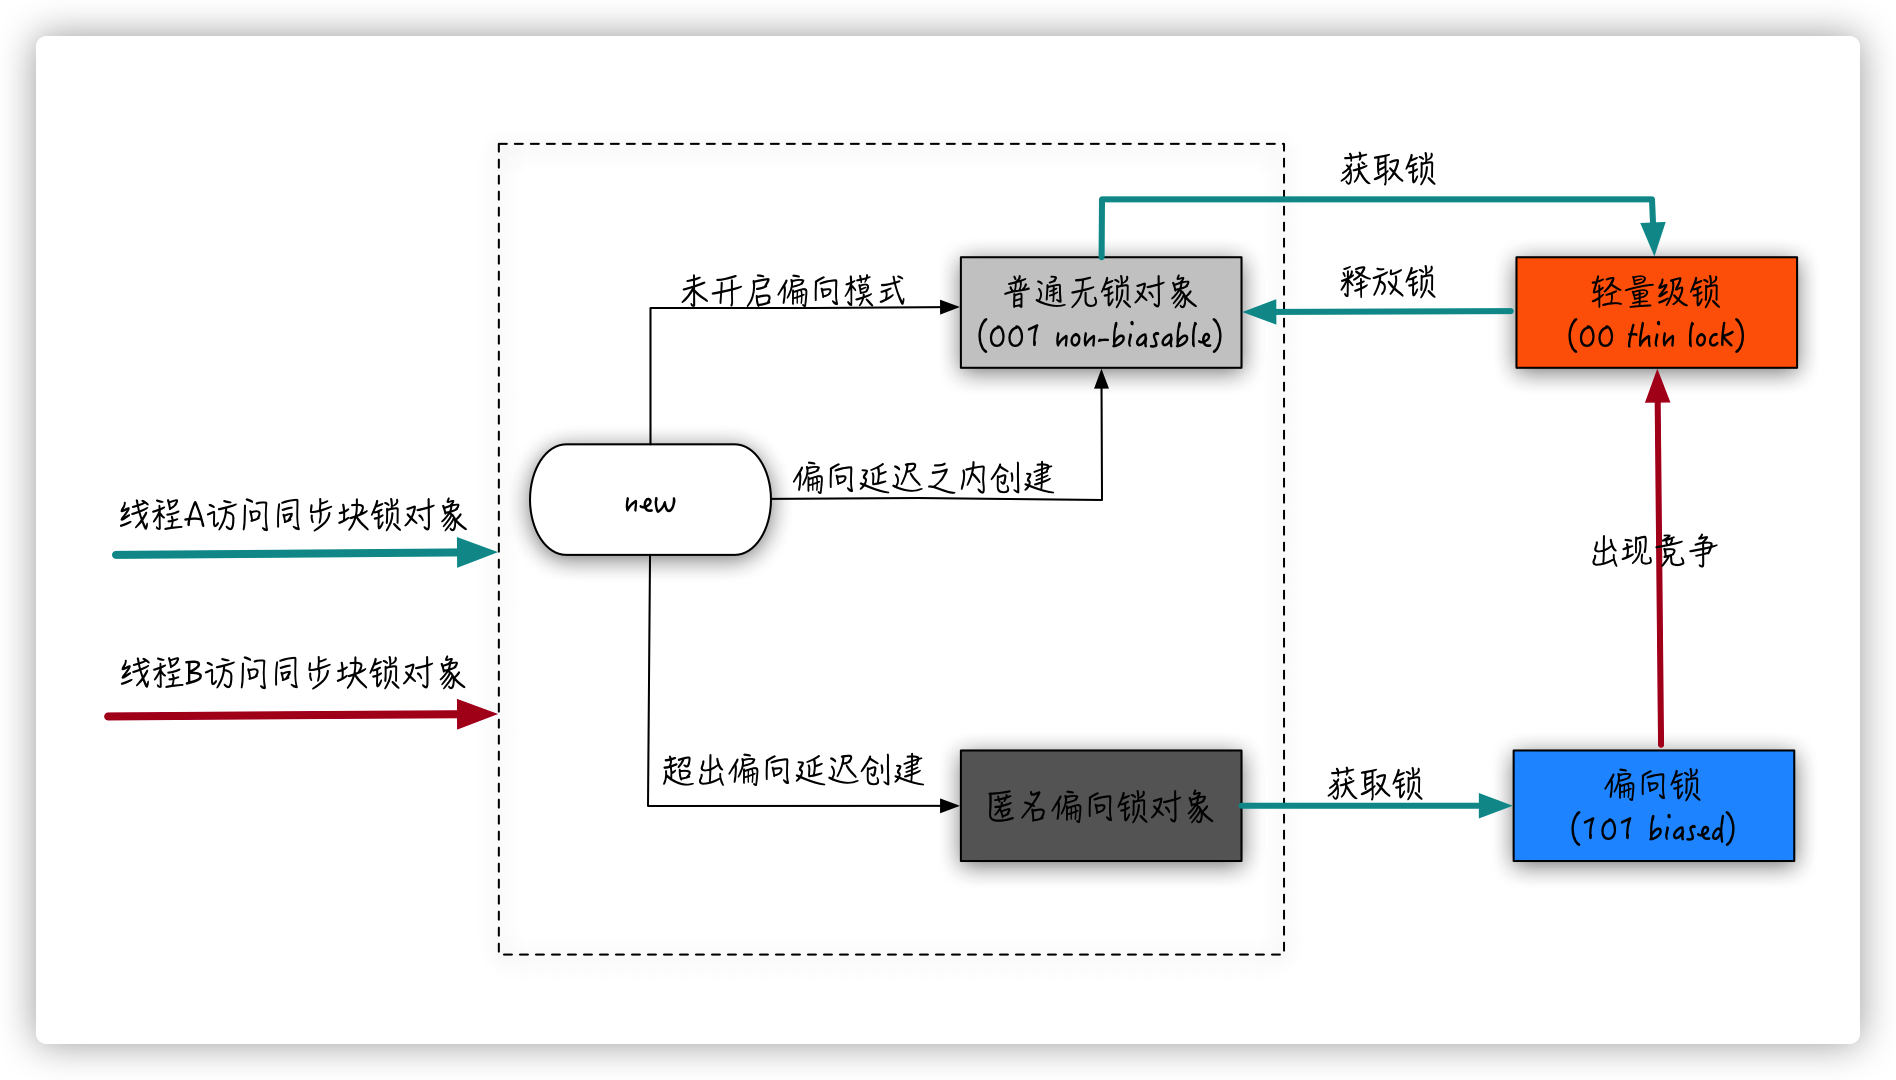 获取锁
未开启偏向模式
普通无锁对象
(001 non-biasable)
释放锁
轻量级锁
(00 thin lock)
new
偏向延迟之内创建
线程A访问同步块锁对象
出现竞争
线程B访问同步块锁对象
超出偏向延迟创建
匿名偏向锁对象
获取锁
偏向锁
(101 biased)